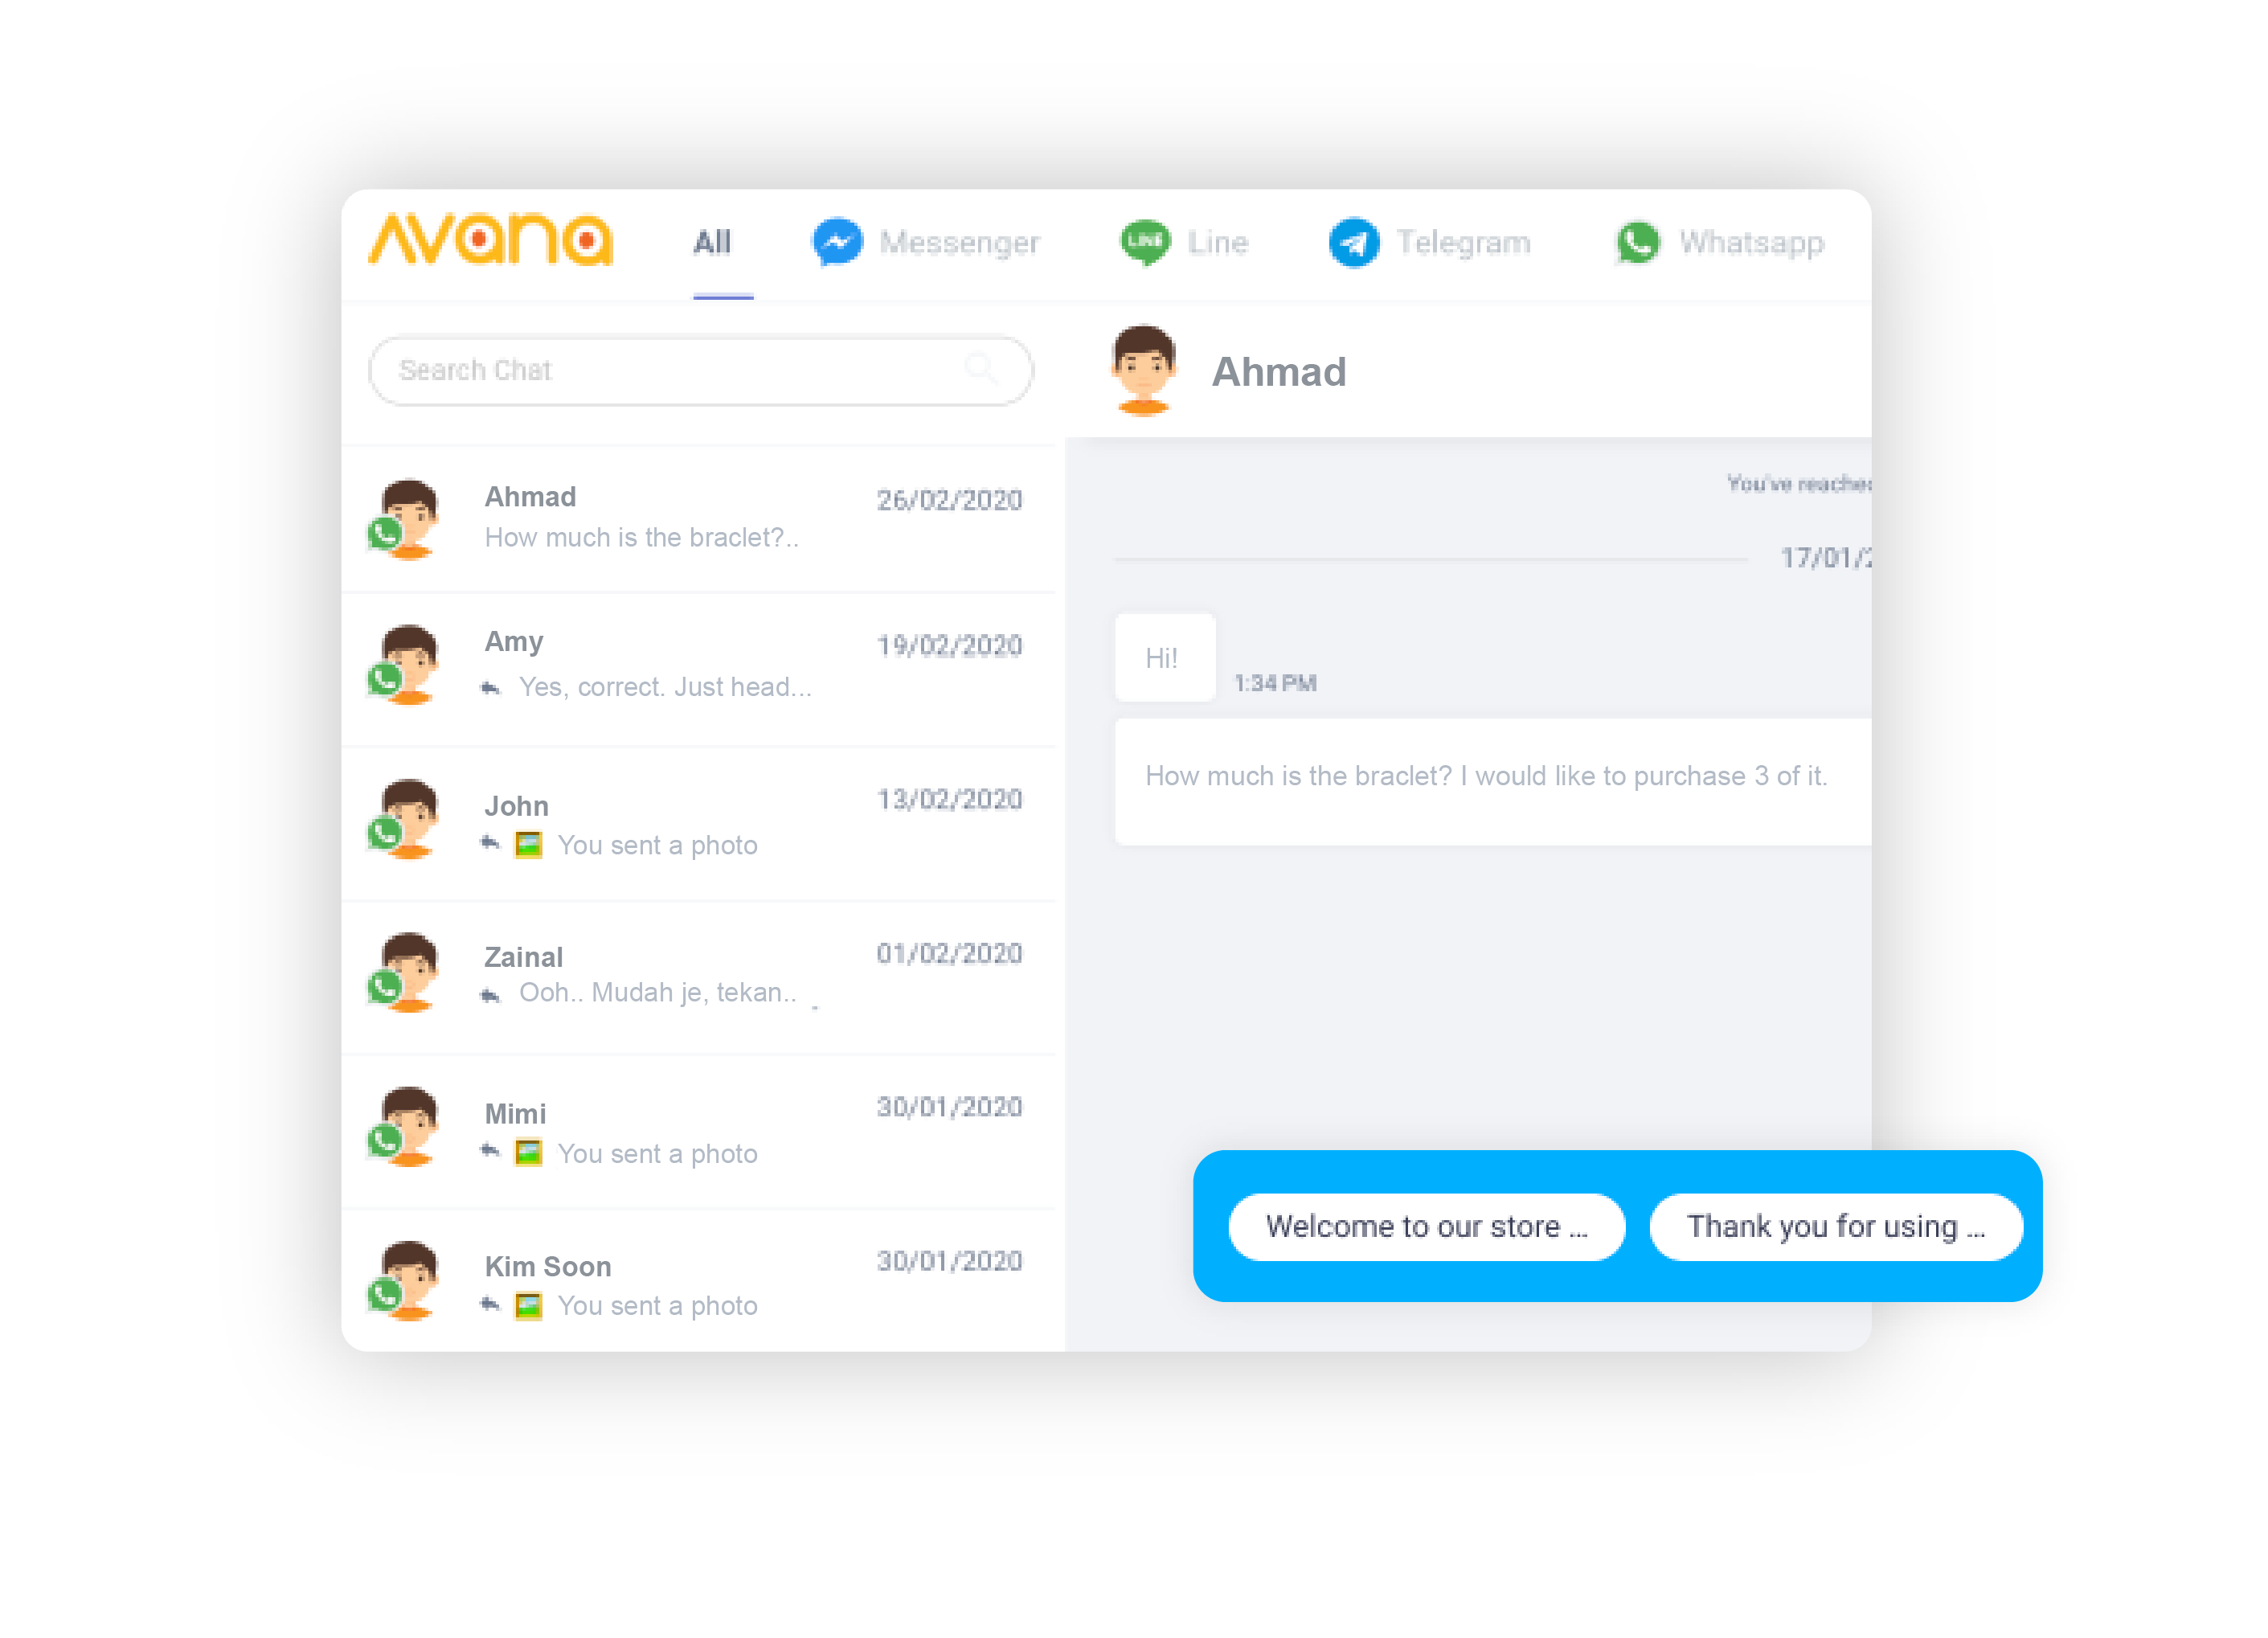 Avana
All
Messenger
LINE
Line
Telegram
Whatsapp
Search Chat
Ahmad
26/02/2020
How much is the braclet?..
Amy
19/02/2020
Yes, correct. Just head...
John
13/02/2020
You sent a photo
Zainal
01/02/2020
Ooh.. Mudah je, tekan..
Mimi
30/01/2020
You sent a photo
Kim Soon
30/01/2020
You sent a photo
Ahmad
You've reached
17/01/2
Hi!
1:34 PM
How much is the braclet? I would like to purchase 3 of it.
Welcome to our store ...
Thank you for using ...